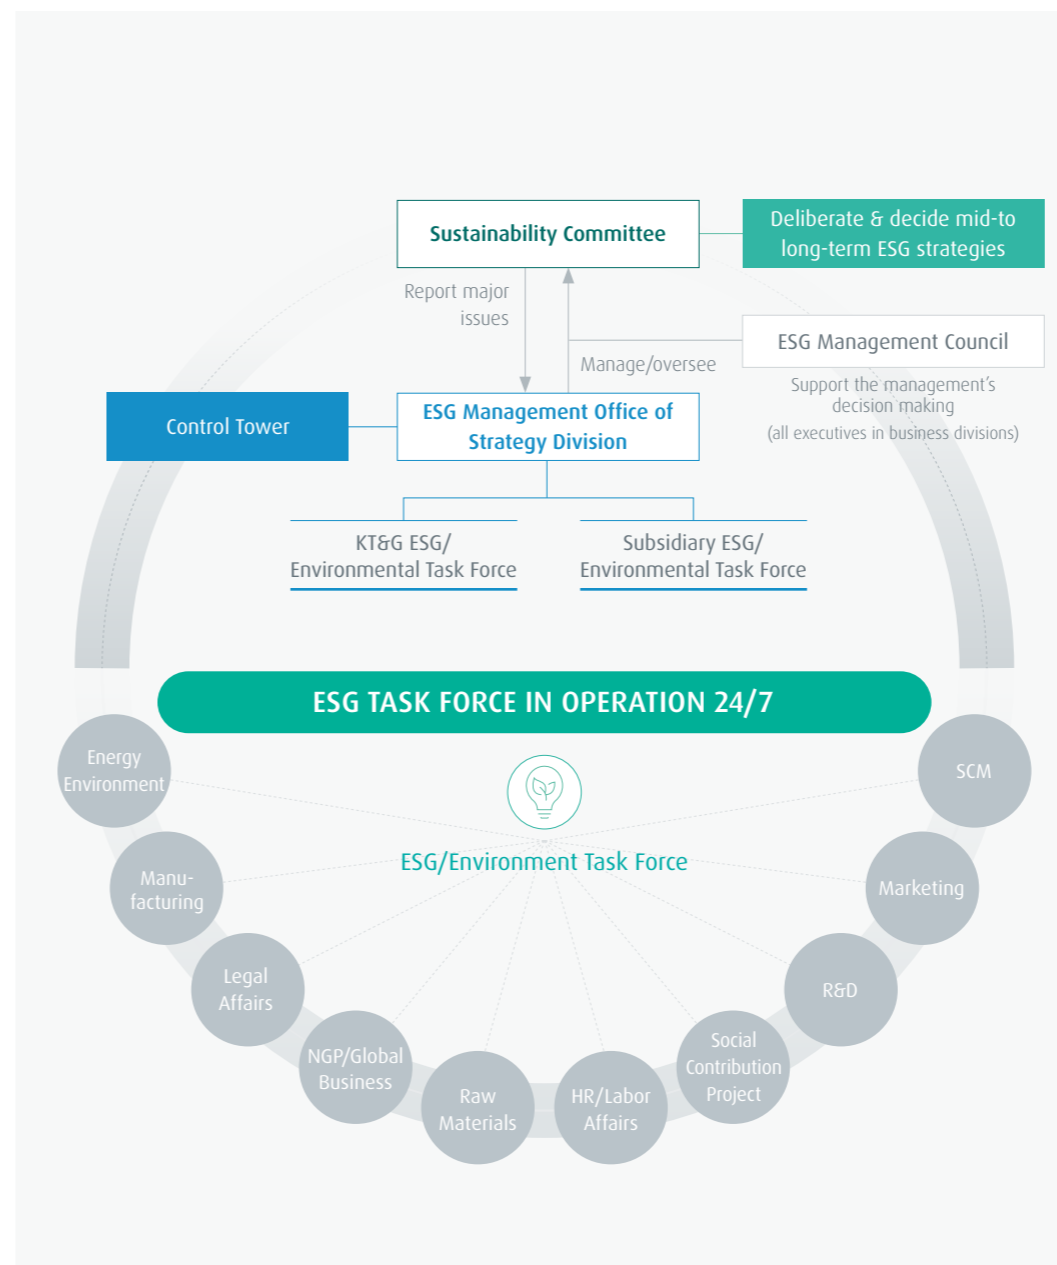 Sustainability Committee
Deliberate & decide mid-to
long-term ESG strategies
Report major
issues
Manage/oversee
ESG Management Council
Support the management's
decision making
(all executives in business divisions)
Control Tower
ESG Management Office of
Strategy Division
KT&G ESG/
Environmental Task Force
Subsidiary ESG/
Environmental Task Force
ESG TASK FORCE IN OPERATION 24/7
ESG/Environment Task Force
Energy
Environment
Manu-
facturing
Legal
Affairs
NGP/Global
Business
Raw
Materials
HR/Labor
Affairs
Social
Contribution
Project
R&D
Marketing
SCM